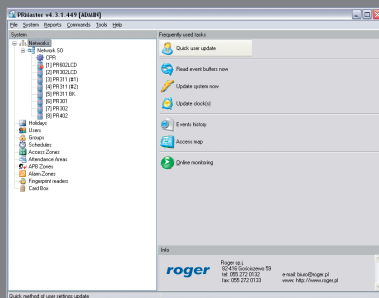 PRMaster v4.3.1.449 [ADMIN]
File System Reports Commands Tools Help
System
Networks
Network SO
CPR
[1] PR602LCD
[2] PR302LCD
[3] PR311 (#1)
[4] PR311 (#2)
[5] PR311 BK
[6] PR301
[7] PR302
[8] PR402
Holidays
Users
Groups
Schedules
Access Zones
Attendance Areas
APB Zones
Alarm Zones
Fingerprint readers
Card Box
Frequently used tasks
Quick user update
Read event buffers now
Update system now
Update clock(s)
Events history
Access map
Online monitoring
Info
roger
Roger sp.j.
82-416 Gościszewo 59
tel: 055 272 0132 e-mail: biuro@roger.pl
fax: 055 272 0133 www: http://www.roger.pl
Quick method of user settings update